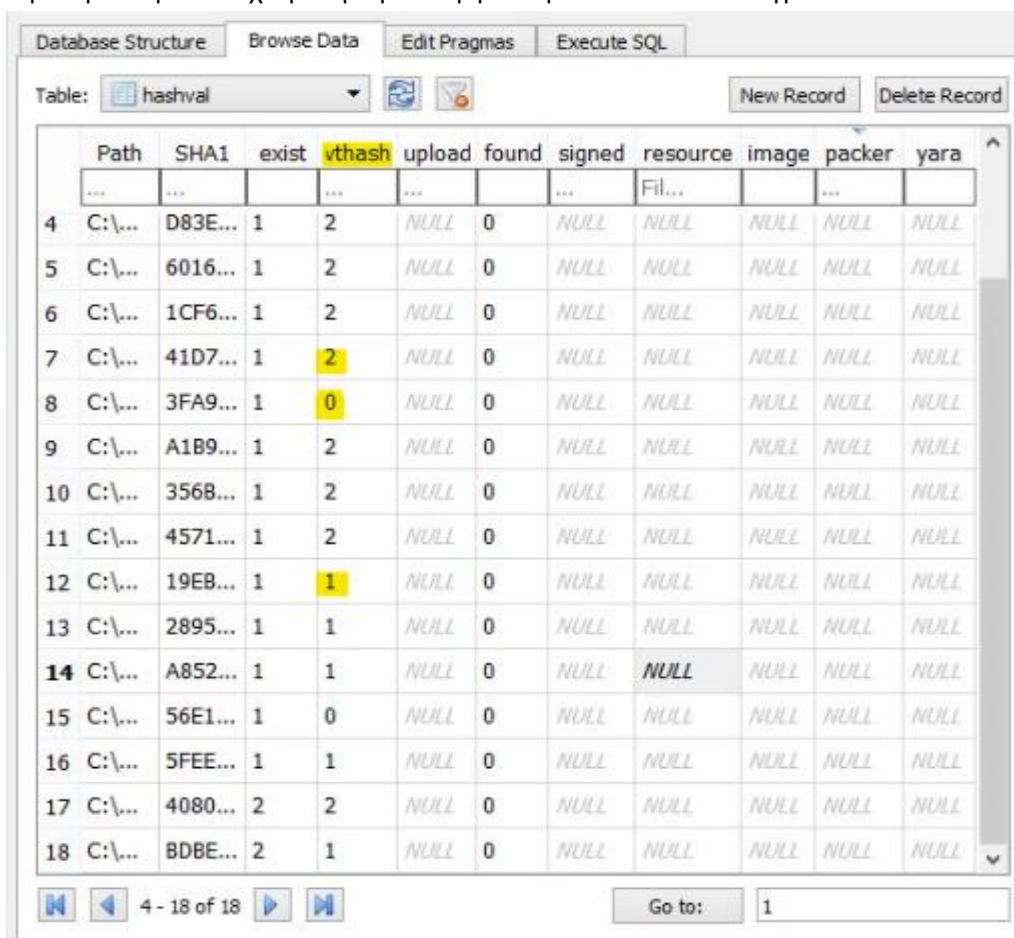 Database Structure Browse Data Edit Pragmas Execute SQL
Table: hashval New Record Delete Record
Path SHA1 exist vthash upload found signed resource image packer yara
... ... ... ... ... Fil... ...
4 C:\... D83E... 1 2 NULL 0 NULL NULL NULL NULL NULL
5 C:\... 6016... 1 2 NULL 0 NULL NULL NULL NULL NULL
6 C:\... 1CF6... 1 2 NULL 0 NULL NULL NULL NULL NULL
7 C:\... 41D7... 1 2 NULL 0 NULL NULL NULL NULL NULL
8 C:\... 3FA9... 1 0 NULL 0 NULL NULL NULL NULL NULL
9 C:\... A1B9... 1 2 NULL 0 NULL NULL NULL NULL NULL
10 C:\... 356B... 1 2 NULL 0 NULL NULL NULL NULL NULL
11 C:\... 4571... 1 2 NULL 0 NULL NULL NULL NULL NULL
12 C:\... 19EB... 1 1 NULL 0 NULL NULL NULL NULL NULL
13 C:\... 2895... 1 1 NULL 0 NULL NULL NULL NULL NULL
14 C:\... A852... 1 1 NULL 0 NULL NULL NULL NULL NULL
15 C:\... 56E1... 1 0 NULL 0 NULL NULL NULL NULL NULL
16 C:\... 5FEE... 1 1 NULL 0 NULL NULL NULL NULL NULL
17 C:\... 4080... 2 2 NULL 0 NULL NULL NULL NULL NULL
18 C:\... BDBE... 2 1 NULL 0 NULL NULL NULL NULL NULL
4 - 18 of 18 Go to: 1